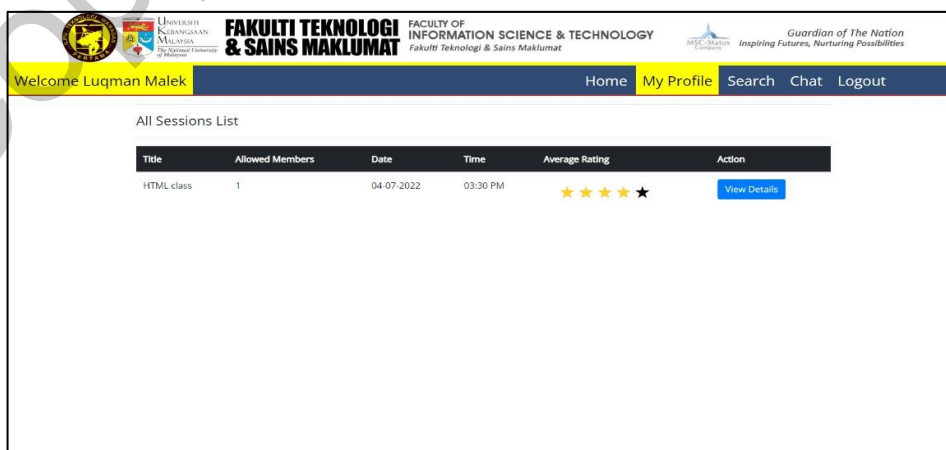 UNIVERSITI
KEBANGSAAN
MALAYSIA
The National University
of Malaysia
FAKULTI TEKNOLOGI
& SAINS MAKLUMAT
FACULTY OF
INFORMATION SCIENCE & TECHNOLOGY
Fakulti Teknologi & Sains Maklumat
MSC-Status
Company
Guardian of The Nation
Inspiring Futures, Nurturing Possibilities
Welcome Luqman Malek
Home My Profile Search Chat Logout
All Sessions List
Title Allowed Members Date Time Average Rating Action
HTML class 1 04-07-2022 03:30 PM View Details